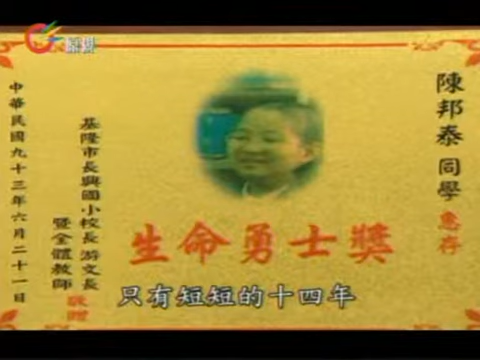 陳邦泰同學惠存
生命勇士獎
基隆市長興國小校長游文長
暨全體教師敬贈
中華民國九十三年六月二十一日
只有短短的十四年